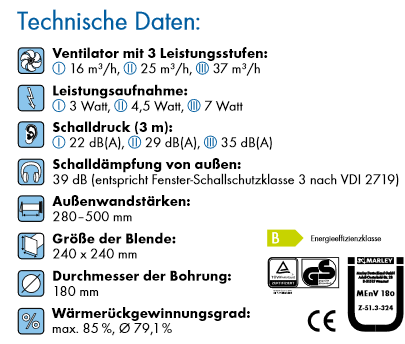 Technische Daten:
Ventilator mit 3 Leistungsstufen:
I 16 m³/h, II 25 m³/h, III 37 m³/h
Leistungsaufnahme:
I 3 Watt, II 4,5 Watt, III 7 Watt
Schalldruck (3 m):
I 22 dB(A), II 29 dB(A), III 35 dB(A)
Schalldämpfung von außen:
39 dB (entspricht Fenster-Schallschutzklasse 3 nach VDI 2719)
Außenwandstärken:
280–500 mm
Größe der Blende:
240 x 240 mm
Durchmesser der Bohrung:
180 mm
Wärmerückgewinnungsgrad:
max. 85 %, Ø 79,1 %
B Energieeffizienzklasse
GS
MARLEY
MEnV 180
Z-51.3-324
CE